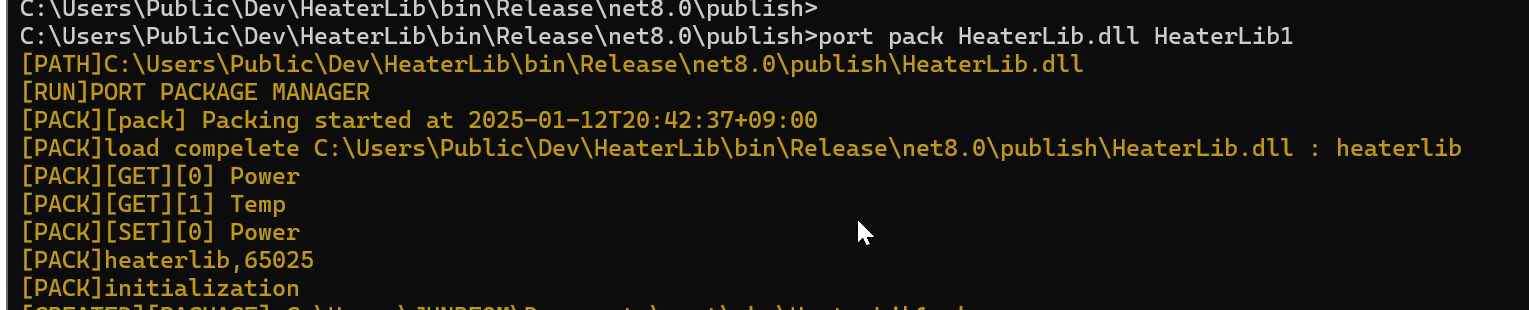 C:\Users\Public\Dev\HeaterLib\bin\Release\net8.0\publish>
C:\Users\Public\Dev\HeaterLib\bin\Release\net8.0\publish>port pack HeaterLib.dll HeaterLib1
[PATH]C:\Users\Public\Dev\HeaterLib\bin\Release\net8.0\publish\HeaterLib.dll
[RUN]PORT PACKAGE MANAGER
[PACK][pack] Packing started at 2025-01-12T20:42:37+09:00
[PACK]load compelete C:\Users\Public\Dev\HeaterLib\bin\Release\net8.0\publish\HeaterLib.dll : heaterlib
[PACK][GET][0] Power
[PACK][GET][1] Temp
[PACK][SET][0] Power
[PACK]heaterlib,65025
[PACK]initialization